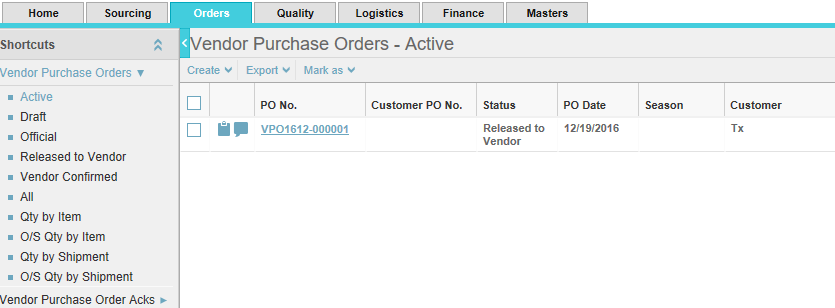 Home Sourcing Orders Quality Logistics Finance Masters
Shortcuts
Vendor Purchase Orders
Active
Draft
Official
Released to Vendor
Vendor Confirmed
All
Qty by Item
O/S Qty by Item
Qty by Shipment
O/S Qty by Shipment
Vendor Purchase Order Acks
Vendor Purchase Orders - Active
Create Export Mark as
PO No. Customer PO No. Status PO Date Season Customer
VPO1612-000001 Released to 12/19/2016 Tx
Vendor